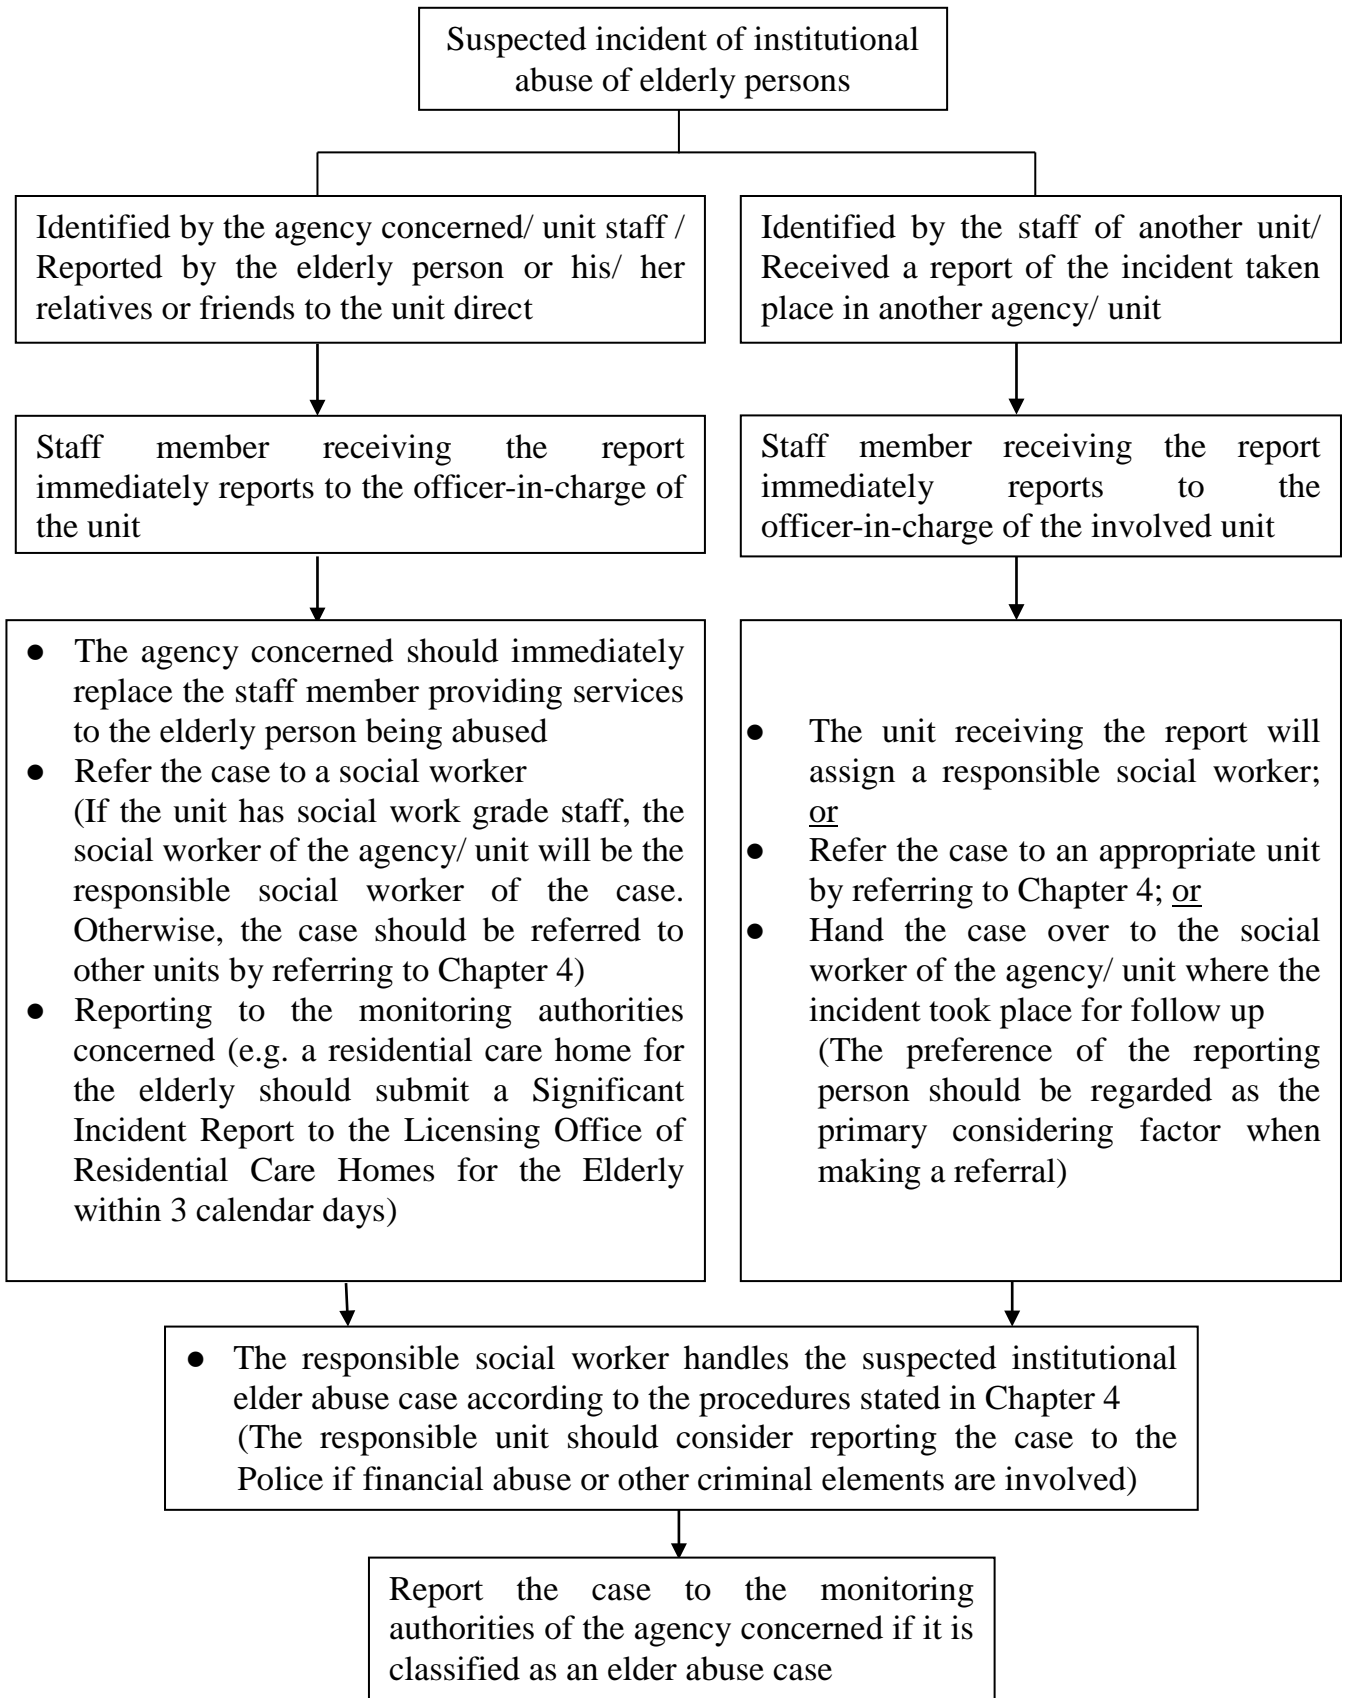 Suspected incident of institutional
abuse of elderly persons
Identified by the agency concerned/ unit staff /
Reported by the elderly person or his/ her
relatives or friends to the unit direct
Identified by the staff of another unit/
Received a report of the incident taken
place in another agency/ unit
Staff member receiving the report
immediately reports to the officer-in-charge of
the unit
Staff member receiving the report
immediately reports to the
officer-in-charge of the involved unit
● The agency concerned should immediately
replace the staff member providing services
to the elderly person being abused
● Refer the case to a social worker
(If the unit has social work grade staff, the
social worker of the agency/ unit will be the
responsible social worker of the case.
Otherwise, the case should be referred to
other units by referring to Chapter 4)
● Reporting to the monitoring authorities
concerned (e.g. a residential care home for
the elderly should submit a Significant
Incident Report to the Licensing Office of
Residential Care Homes for the Elderly
within 3 calendar days)
● The unit receiving the report will
assign a responsible social worker;
or
● Refer the case to an appropriate unit
by referring to Chapter 4; or
● Hand the case over to the social
worker of the agency/ unit where the
incident took place for follow up
(The preference of the reporting
person should be regarded as the
primary considering factor when
making a referral)
● The responsible social worker handles the suspected institutional
elder abuse case according to the procedures stated in Chapter 4
(The responsible unit should consider reporting the case to the
Police if financial abuse or other criminal elements are involved)
Report the case to the monitoring
authorities of the agency concerned if it is
classified as an elder abuse case